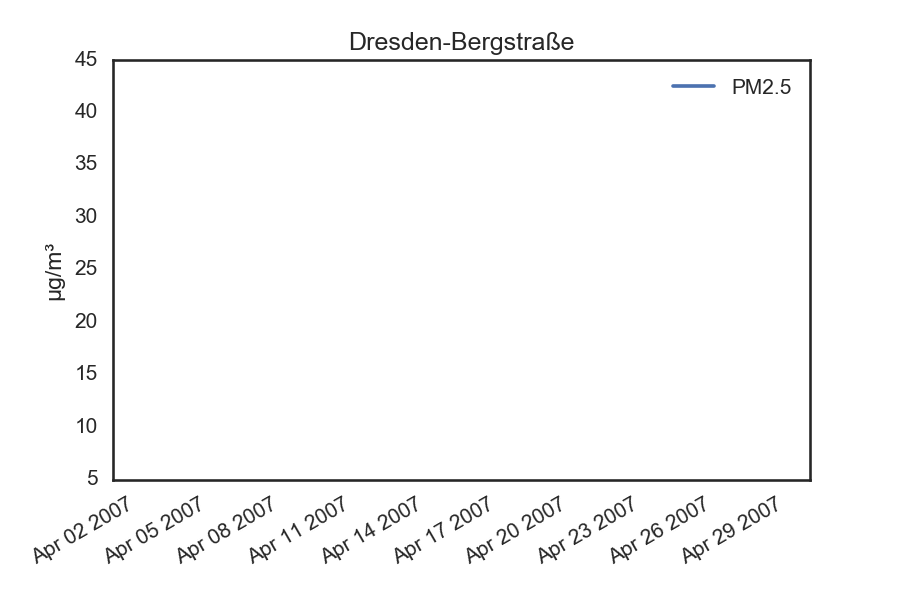 Dresden-Bergstraße
PM2.5
µg/m³
45
40
35
30
25
20
15
10
5
Apr 02 2007
Apr 05 2007
Apr 08 2007
Apr 11 2007
Apr 14 2007
Apr 17 2007
Apr 20 2007
Apr 23 2007
Apr 26 2007
Apr 29 2007